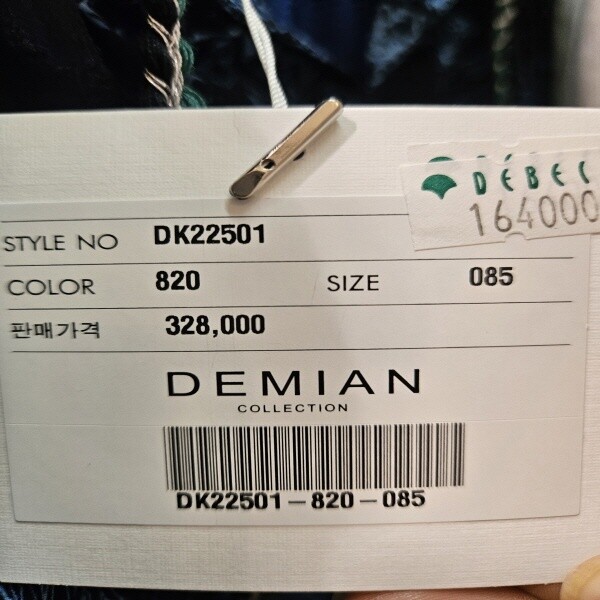 DÉBEC
164000
STYLE NO DK22501
COLOR 820 SIZE 085
판매가격 328,000
DEMIAN
COLLECTION
DK22501-820-085